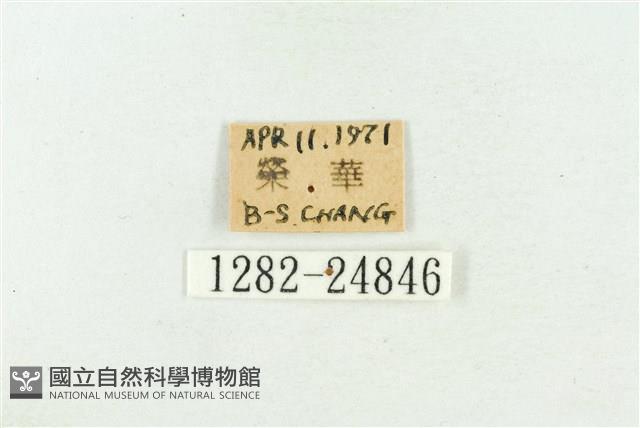 APR 11.1971
榮 華
B-S CHANG
1282-24846
國立自然科學博物館
NATIONAL MUSEUM OF NATURAL SCIENCE